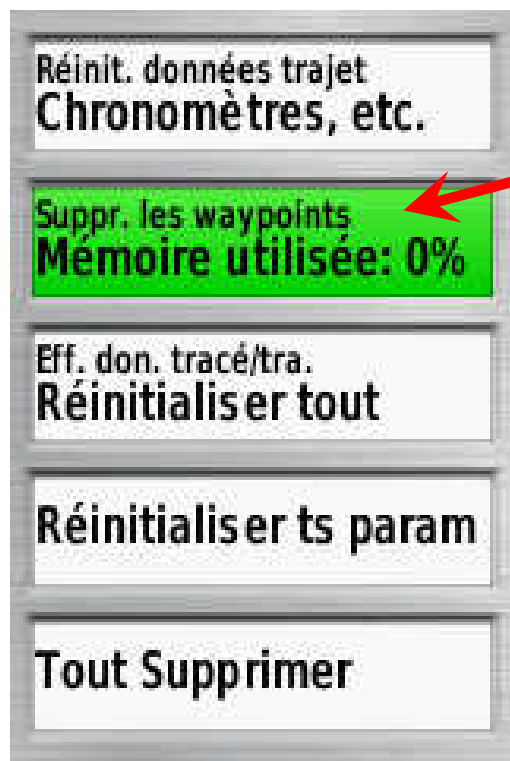 Réinit. données trajet
Chronomètres, etc.
Suppr. les waypoints
Mémoire utilisée: 0%
Eff. don. tracé/tra.
Réinitialiser tout
Réinitialiser ts param
Tout Supprimer